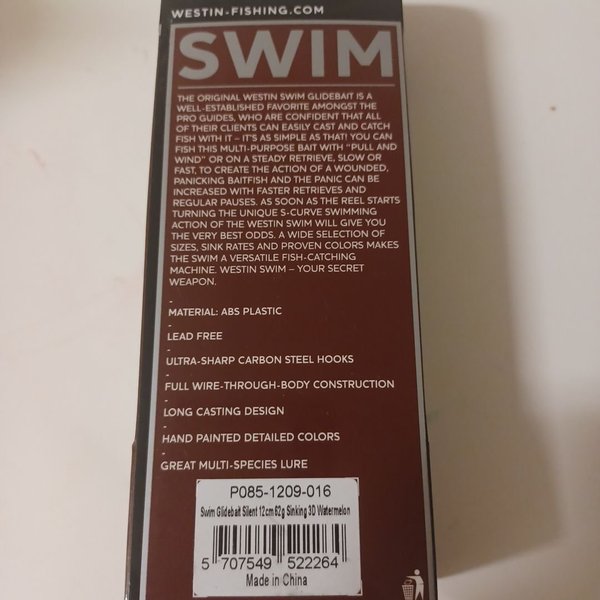 WESTIN-FISHING.COM
SWIM
THE ORIGINAL WESTIN SWIM GLIDEBAIT IS A
WELL-ESTABLISHED FAVORITE AMONGST THE
PRO GUIDES, WHO ARE CONFIDENT THAT ALL
OF THEIR CLIENTS CAN EASILY CAST AND CATCH
FISH WITH IT – IT'S AS SIMPLE AS THAT! YOU CAN
FISH THIS MULTI-PURPOSE BAIT WITH "PULL AND
WIND" OR ON A STEADY RETRIEVE, SLOW OR
FAST, TO CREATE THE ACTION OF A WOUNDED,
PANICKING BAITFISH AND THE PANIC CAN BE
INCREASED WITH FASTER RETRIEVES AND
REGULAR PAUSES. AS SOON AS THE REEL STARTS
TURNING THE UNIQUE S-CURVE SWIMMING
ACTION OF THE WESTIN SWIM WILL GIVE YOU
THE VERY BEST ODDS. A WIDE SELECTION OF
SIZES, SINK RATES AND PROVEN COLORS MAKES
THE SWIM A VERSATILE FISH-CATCHING
MACHINE. WESTIN SWIM – YOUR SECRET
WEAPON.
-
MATERIAL: ABS PLASTIC
-
LEAD FREE
-
ULTRA-SHARP CARBON STEEL HOOKS
-
FULL WIRE-THROUGH-BODY CONSTRUCTION
-
LONG CASTING DESIGN
-
HAND PAINTED DETAILED COLORS
-
GREAT MULTI-SPECIES LURE
P085-1209-016
Swim Glidebait Silent 12cm 62g Sinking 3D Watermelon
5 707549 522264
Made in China